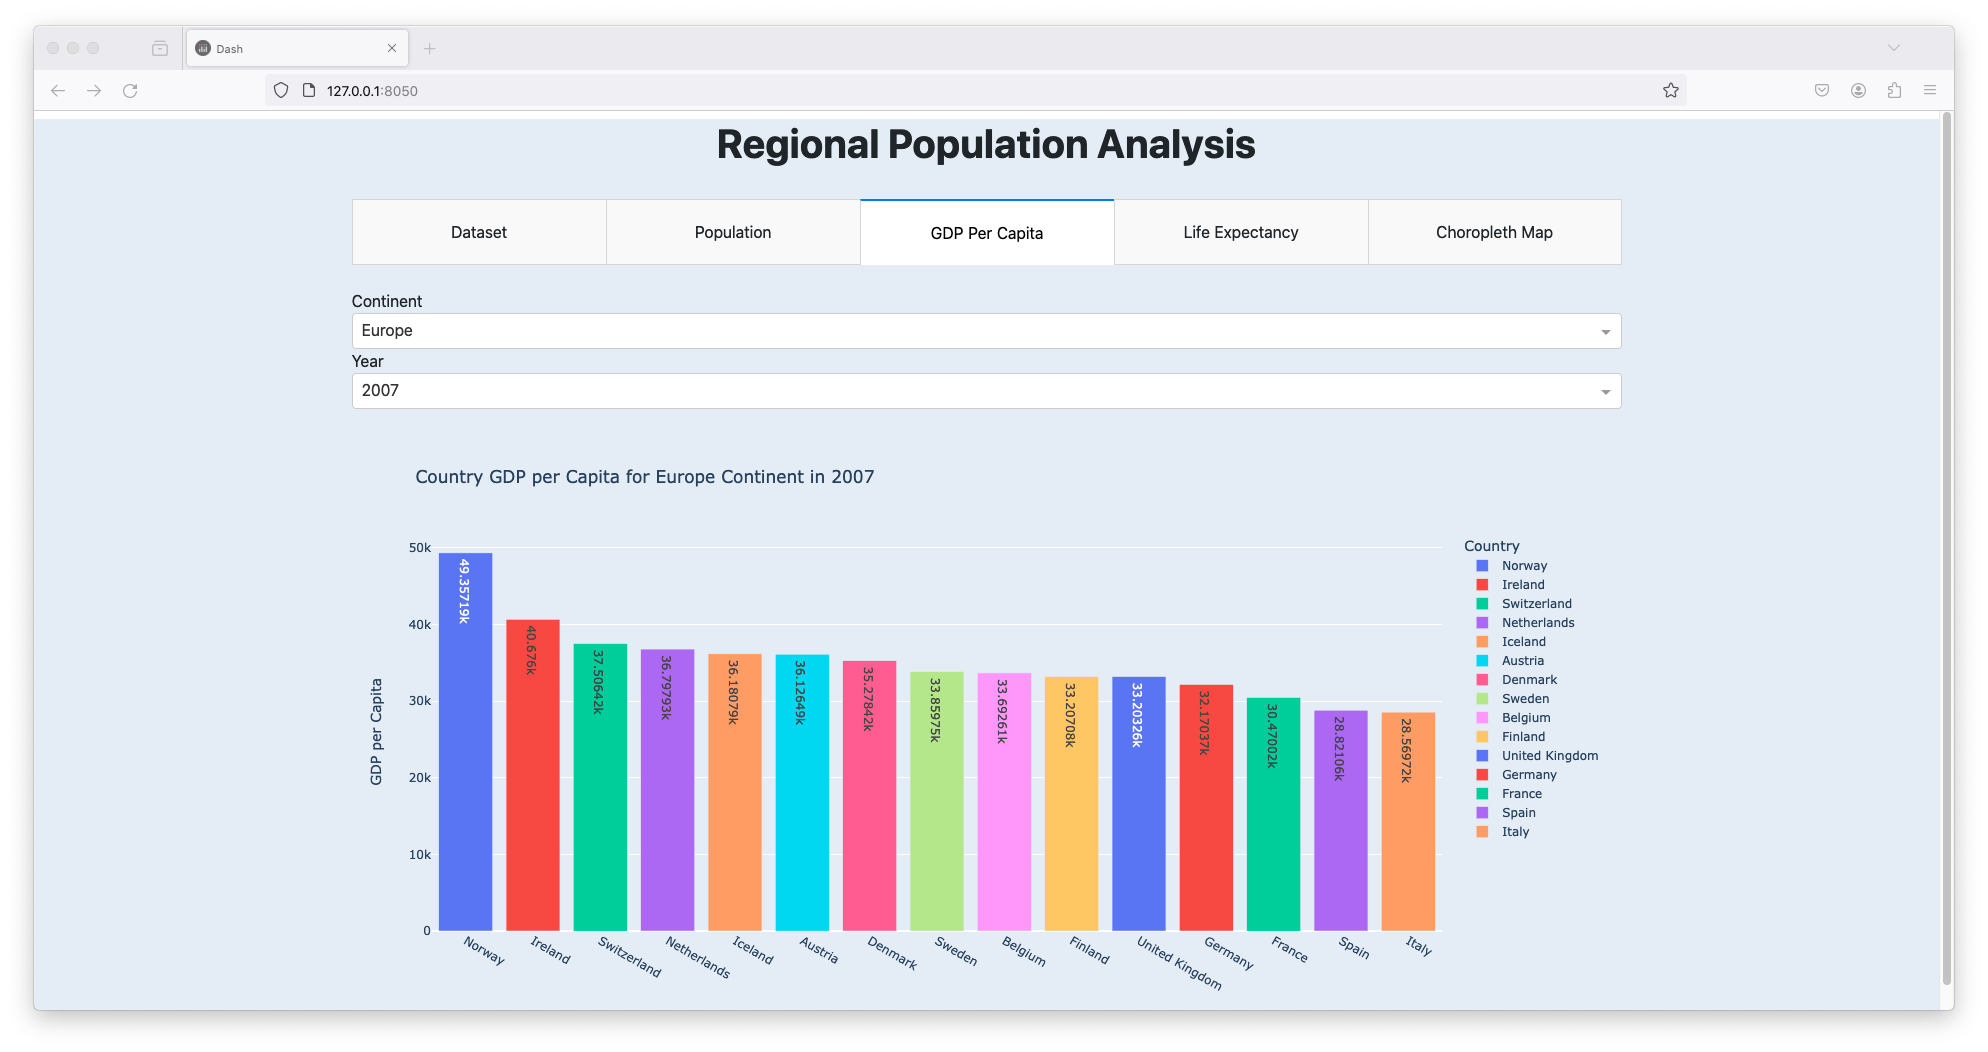 Dash
127.0.0.1:8050
Regional Population Analysis
Dataset
Population
GDP Per Capita
Life Expectancy
Choropleth Map
Continent
Europe
Year
2007
Country GDP per Capita for Europe Continent in 2007
GDP per Capita
50k
40k
30k
20k
10k
0
49.35719k
40.676k
37.50642k
36.79793k
36.18079k
36.12649k
35.27842k
33.85975k
33.69261k
33.20708k
33.20326k
32.17037k
30.47002k
28.82106k
28.56972k
Norway
Ireland
Switzerland
Netherlands
Iceland
Austria
Denmark
Sweden
Belgium
Finland
United Kingdom
Germany
France
Spain
Italy
Country
Norway
Ireland
Switzerland
Netherlands
Iceland
Austria
Denmark
Sweden
Belgium
Finland
United Kingdom
Germany
France
Spain
Italy